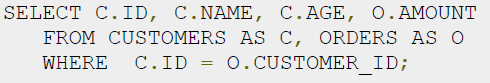 SELECT C.ID, C.NAME, C.AGE, O.AMOUNT
FROM CUSTOMERS AS C, ORDERS AS O
WHERE  C.ID = O.CUSTOMER_ID;